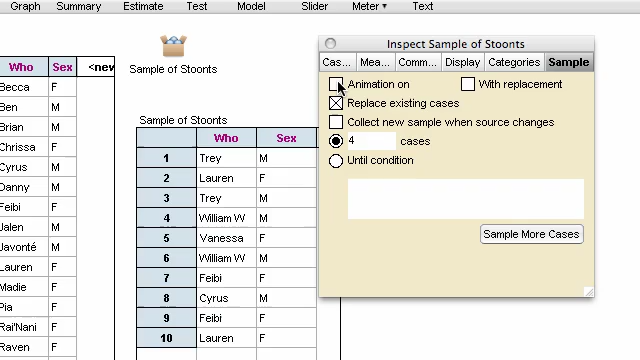 Graph Summary Estimate Test Model Slider Meter Text
Inspect Sample of Stoonts
Cas... Mea... Comm... Display Categories Sample
Animation on
With replacement
Replace existing cases
Collect new sample when source changes
4 cases
Until condition
Sample More Cases
Who Sex <new
Becca F
Ben M
Brian M
Chrissa F
Cyrus M
Danny M
Feibi F
Jalen M
Javonté M
Lauren F
Madie F
Pia F
Rai'Nani F
Raven F
Sample of Stoonts
Sample of Stoonts
Who Sex
1 Trey M
2 Lauren F
3 Trey M
4 William W M
5 Vanessa F
6 William W M
7 Feibi F
8 Cyrus M
9 Feibi F
10 Lauren F